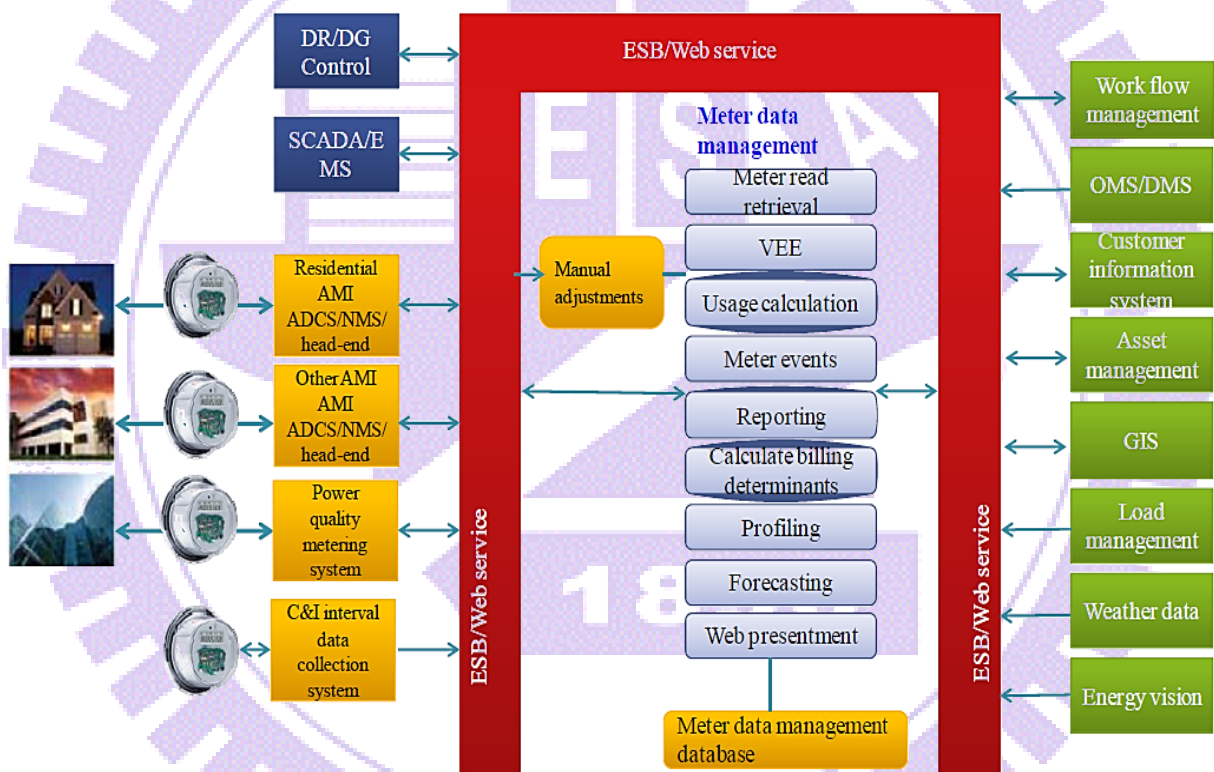 DR/DG
Control
SCADA/E
MS
Residential
AMI
ADCS/NMS/
head-end
Other AMI
AMI
ADCS/NMS/
head-end
Power
quality
metering
system
C&I interval
data
collection
system
ESB/Web service
ESB/Web service
Manual
adjustments
Meter data
management
Meter read
retrieval
VEE
Usage calculation
Meter events
Reporting
Calculate billing
determinants
Profiling
Forecasting
Web presentment
Meter data management
database
ESB/Web service
Work flow
management
OMS/DMS
Customer
information
system
Asset
management
GIS
Load
management
Weather data
Energy vision